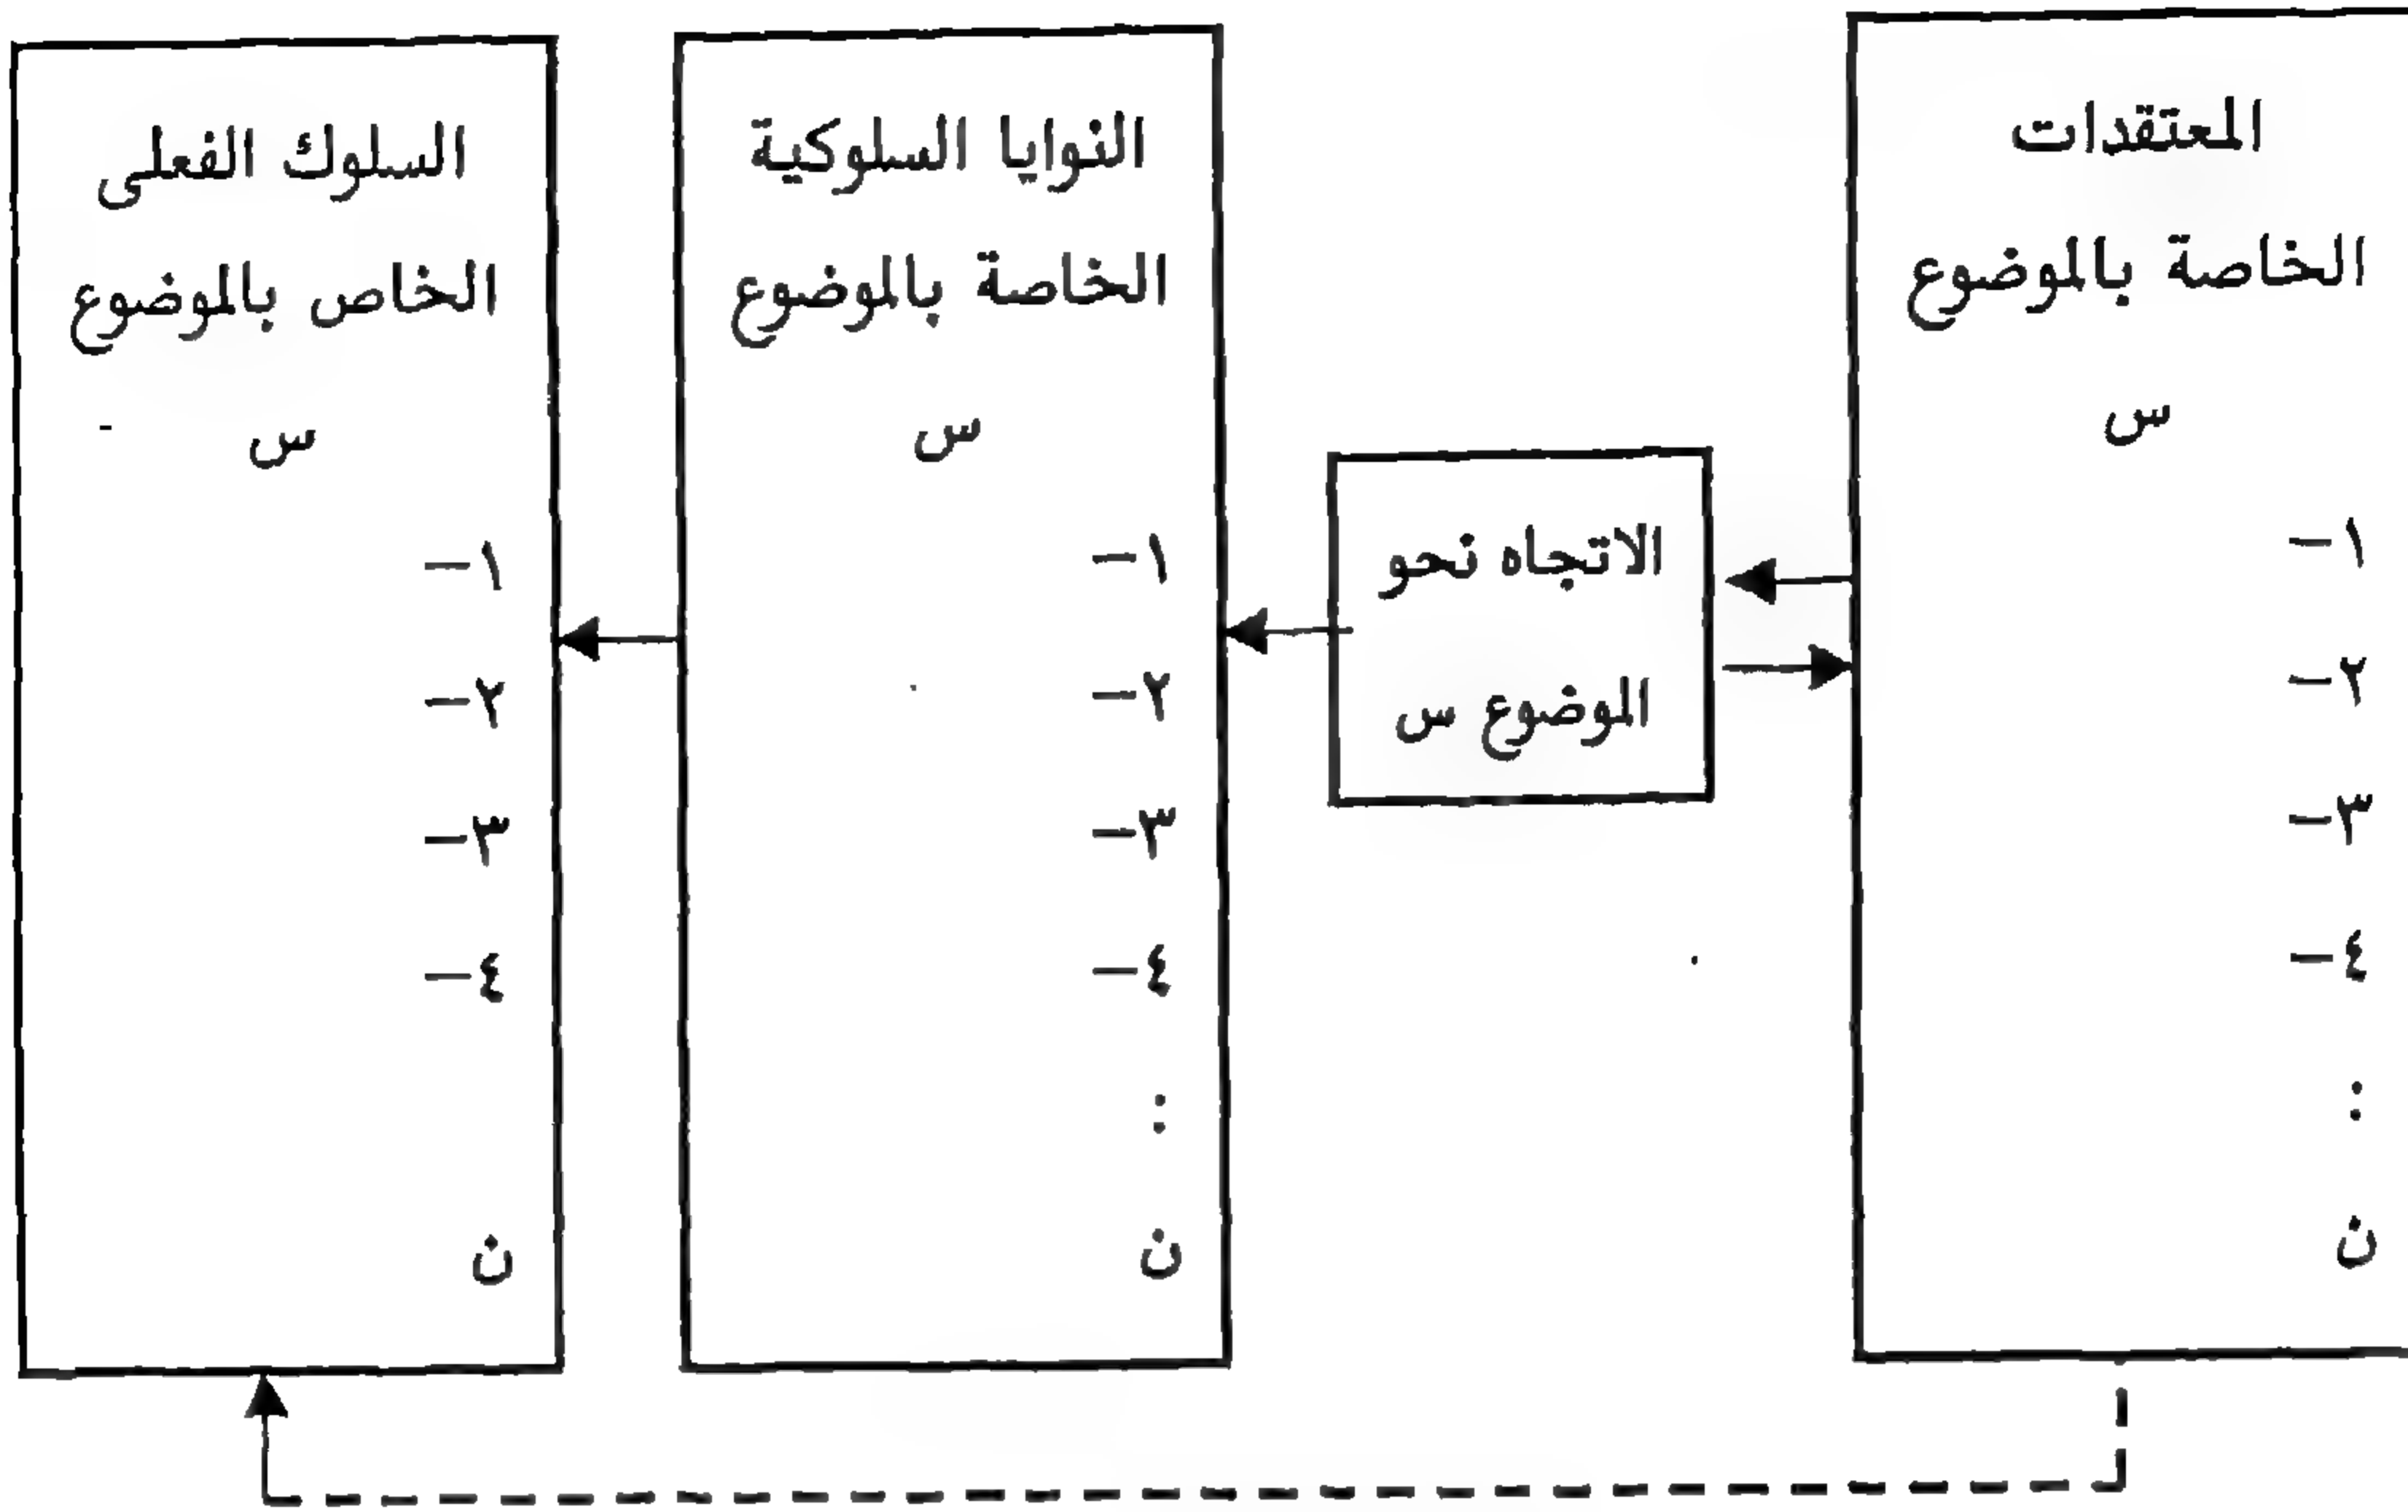 المعتقدات
الخاصة بالموضوع
س
١–
٢–
٣–
٤–
:
ن
الاتجاه نحو
الموضوع س
النوايا السلوكية
الخاصة بالموضوع
س
١–
٢–
٣–
٤–
:
ن
السلوك الفعلى
الخاص بالموضوع
س
١–
٢–
٣–
٤–
ن